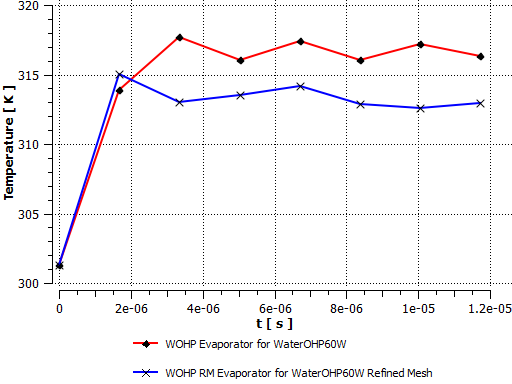 320
315
310
305
300
Temperature [ K ]
0 2e-06 4e-06 6e-06 8e-06 1e-05 1.2e-05
t [ s ]
WOHP Evaporator for WaterOHP60W
WOHP RM Evaporator for WaterOHP60W Refined Mesh